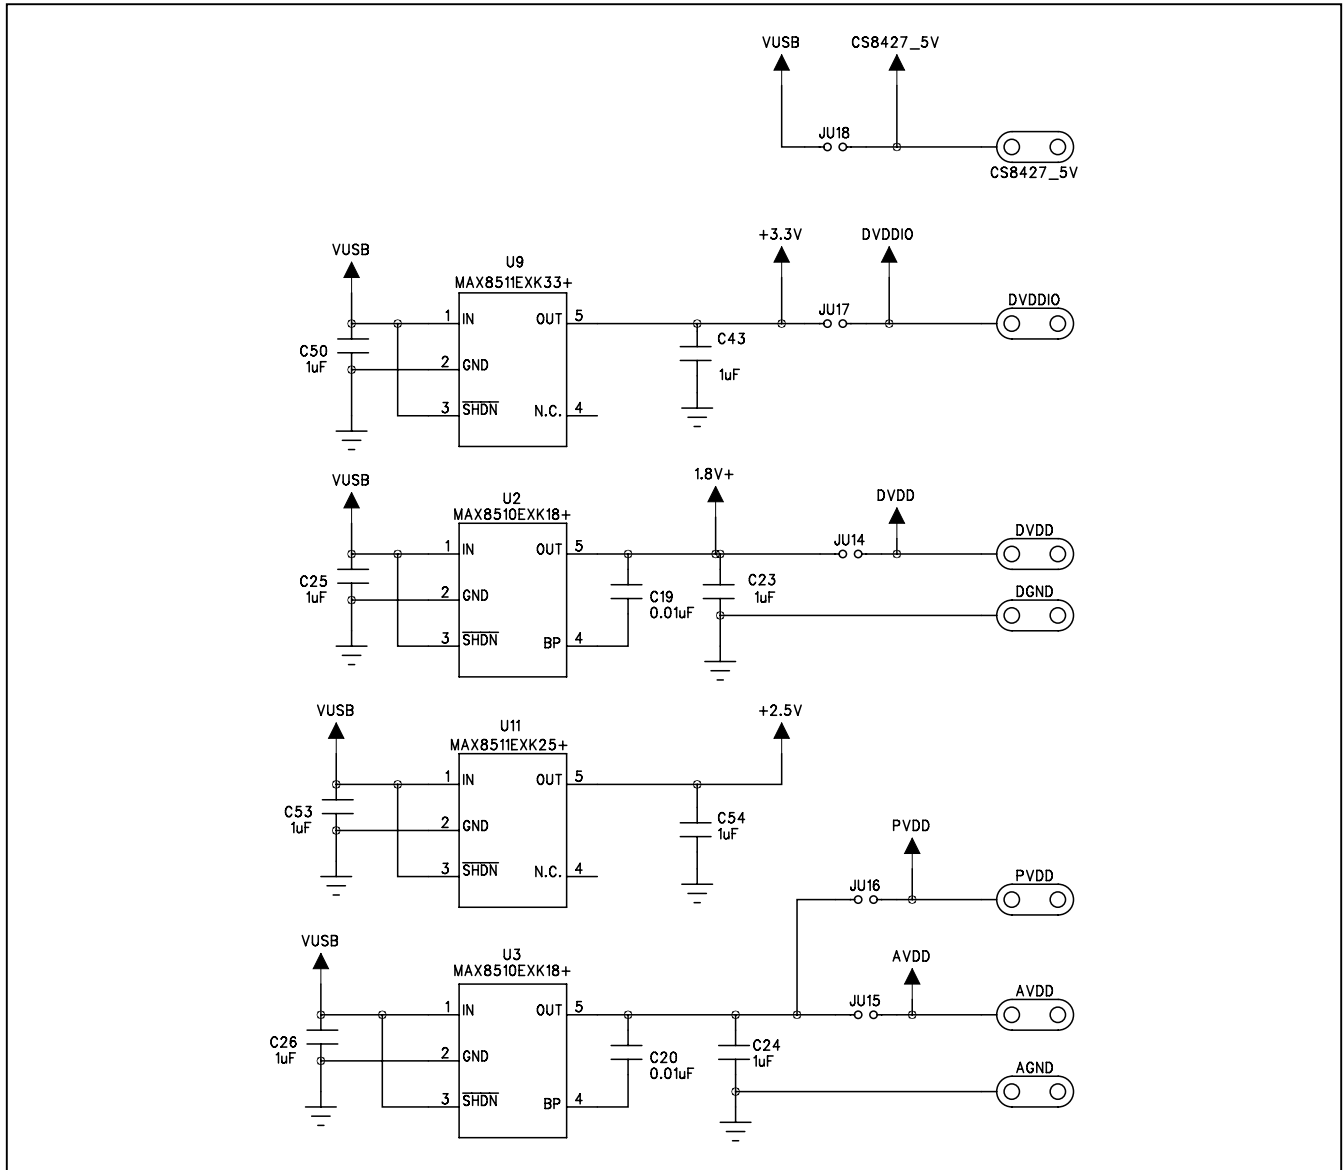 VUSB
CS8427_5V
JU18
CS8427_5V
VUSB
U9
MAX8511EXK33+
+3.3V
DVDDIO
DVDDIO
1 IN
OUT 5
JU17
C50
1uF
2 GND
C43
1uF
3 SHDN
N.C. 4
VUSB
U2
MAX8510EXK18+
1.8V+
DVDD
DVDD
1 IN
OUT 5
JU14
C25
1uF
2 GND
C19
0.01uF
C23
1uF
DGND
3 SHDN
BP 4
VUSB
U11
MAX8511EXK25+
+2.5V
1 IN
OUT 5
C53
1uF
2 GND
C54
1uF
3 SHDN
N.C. 4
PVDD
PVDD
JU16
VUSB
U3
MAX8510EXK18+
AVDD
AVDD
1 IN
OUT 5
JU15
C26
1uF
2 GND
C20
0.01uF
C24
1uF
AGND
3 SHDN
BP 4